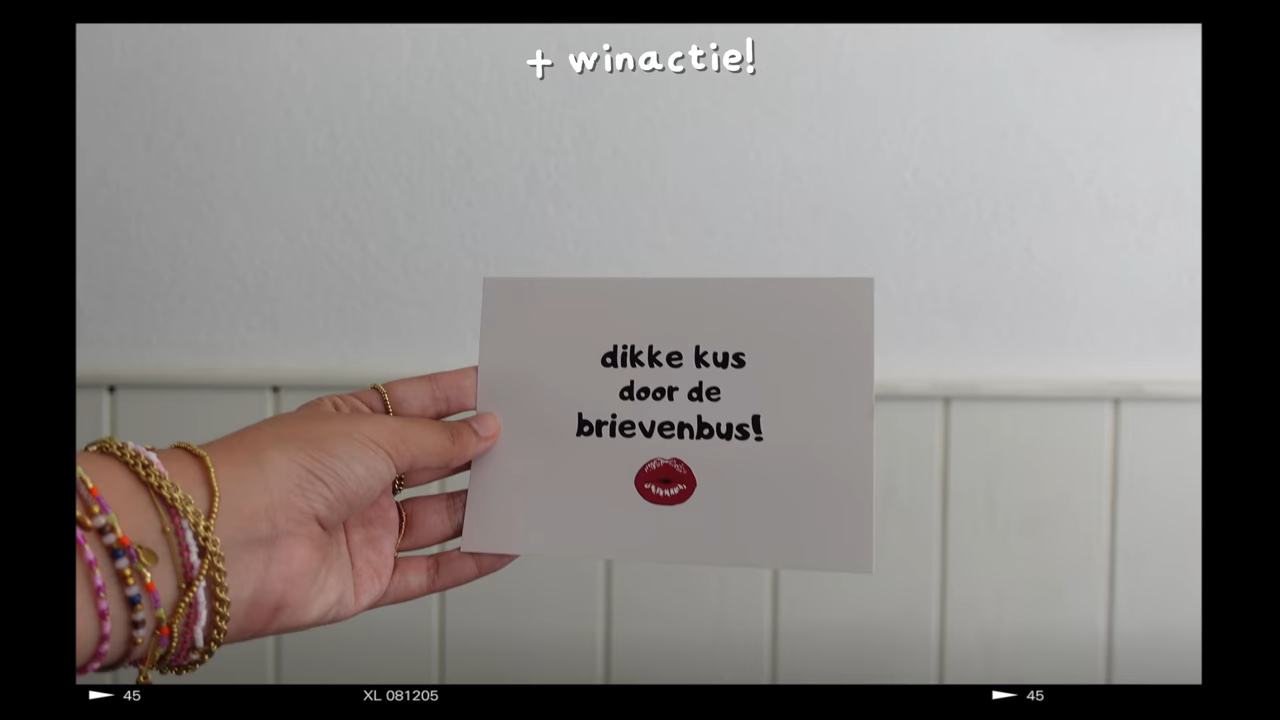 + winactie!
dikke kus
door de
brievenbus!
45
XL 081205
45